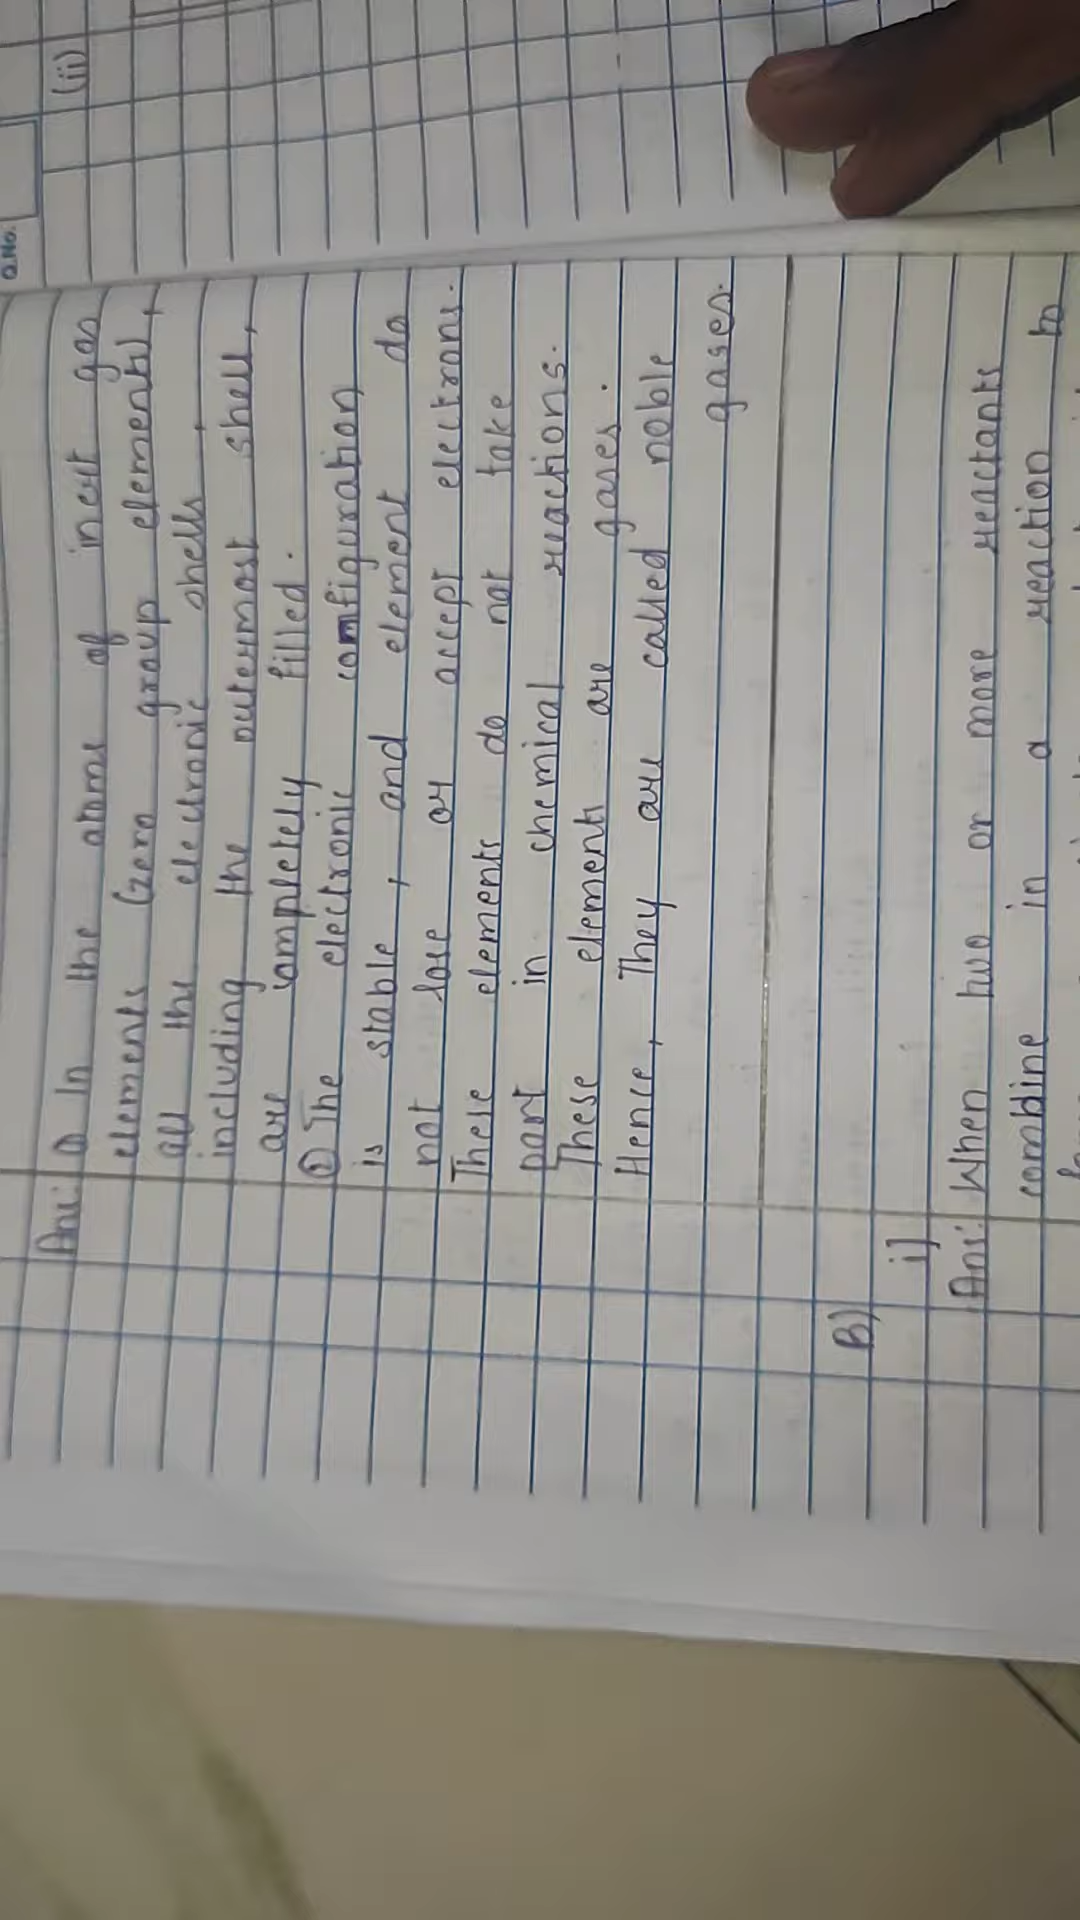 Q.No.
(ii)
Ans: ① In the atoms of inert gas
elements (zero group elements),
all the electronic shells,
including the outermost shell,
are completely filled.
② The electronic configuration
is stable, and element do
not lose or accept electrons.
These elements do not take
part in chemical reactions.
These elements are gases.
Hence, They are called noble
gases.
B)
i]
Ans: When two or more reactants
combine in a reaction to